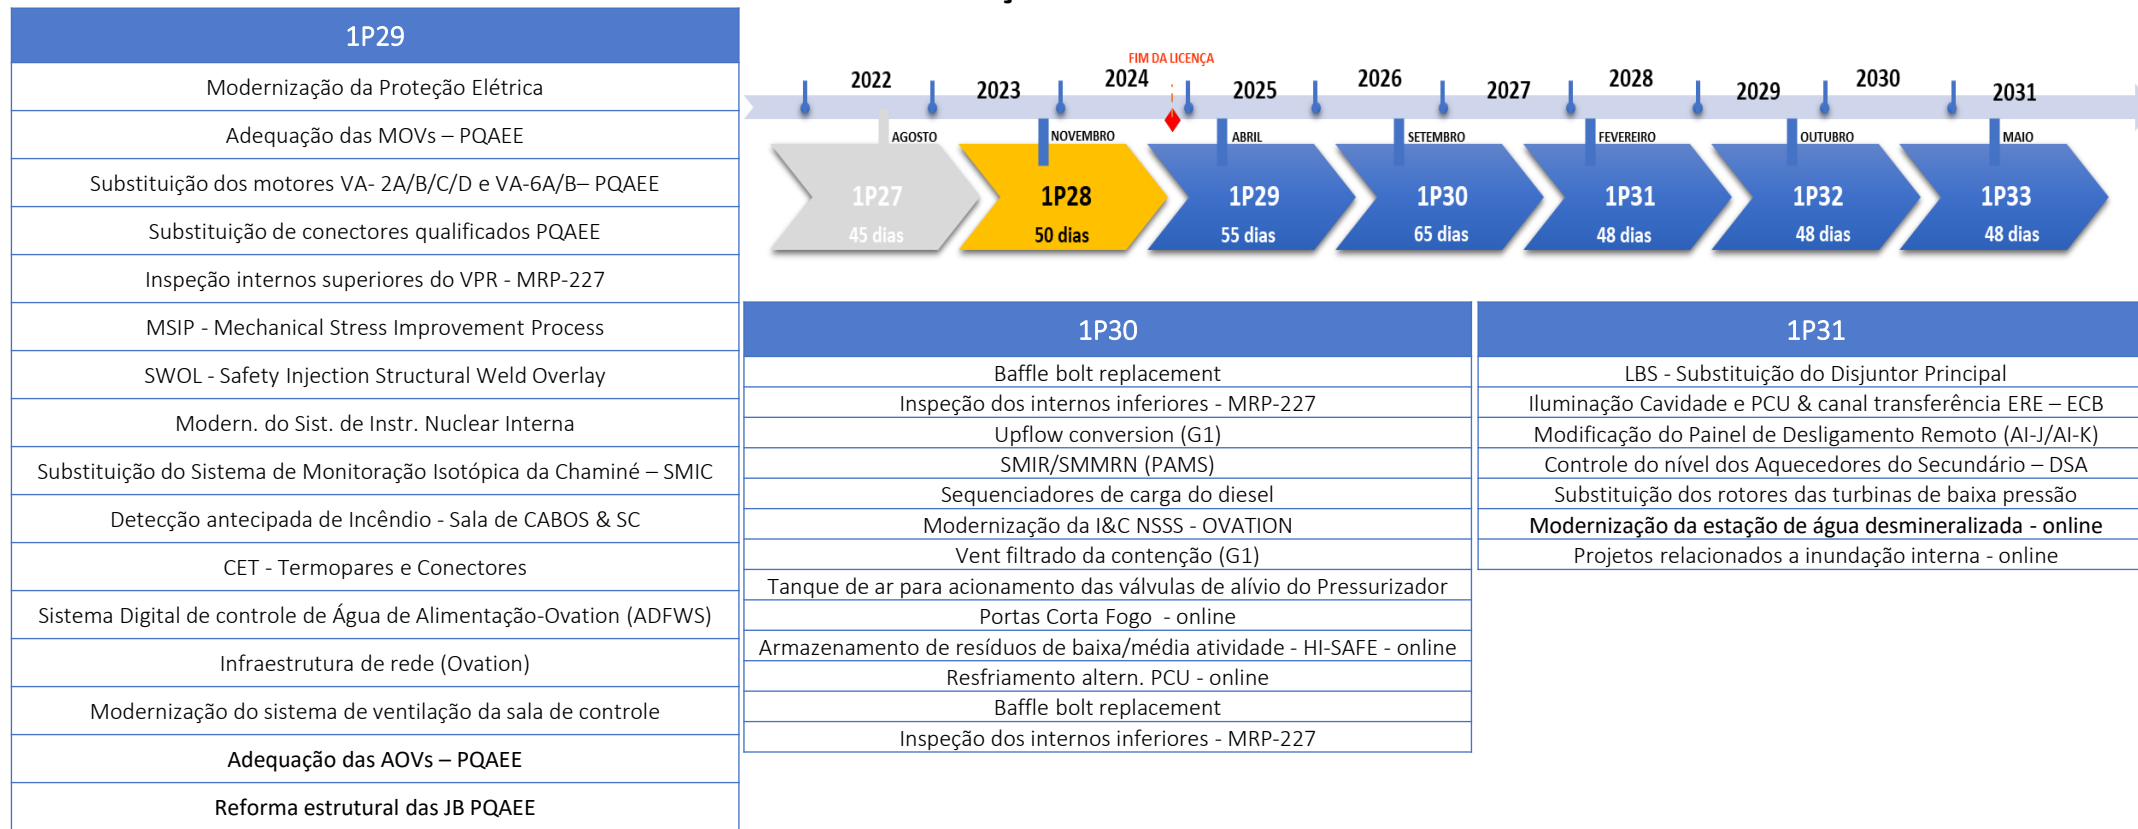 1P29
Modernização da Proteção Elétrica
Adequação das MOVs – PQAEE
Substituição dos motores VA- 2A/B/C/D e VA-6A/B– PQAEE
Substituição de conectores qualificados PQAEE
Inspeção internos superiores do VPR - MRP-227
MSIP - Mechanical Stress Improvement Process
SWOL - Safety Injection Structural Weld Overlay
Modern. do Sist. de Instr. Nuclear Interna
Substituição do Sistema de Monitoração Isotópica da Chaminé – SMIC
Detecção antecipada de Incêndio - Sala de CABOS & SC
CET - Termopares e Conectores
Sistema Digital de controle de Água de Alimentação-Ovation (ADFWS)
Infraestrutura de rede (Ovation)
Modernização do sistema de ventilação da sala de controle
Adequação das AOVs – PQAEE
Reforma estrutural das JB PQAEE
FIM DA LICENÇA
2022 2023 2024 2025 2026 2027 2028 2029 2030 2031
AGOSTO NOVEMBRO ABRIL SETEMBRO FEVEREIRO OUTUBRO MAIO
1P27 1P28 1P29 1P30 1P31 1P32 1P33
45 dias 50 dias 55 dias 65 dias 48 dias 48 dias 48 dias
1P30
Baffle bolt replacement
Inspeção dos internos inferiores - MRP-227
Upflow conversion (G1)
SMIR/SMMRN (PAMS)
Sequenciadores de carga do diesel
Modernização da I&C NSSS - OVATION
Vent filtrado da contenção (G1)
Tanque de ar para acionamento das válvulas de alívio do Pressurizador
Portas Corta Fogo - online
Armazenamento de resíduos de baixa/média atividade - HI-SAFE - online
Resfriamento altern. PCU - online
Baffle bolt replacement
Inspeção dos internos inferiores - MRP-227
1P31
LBS - Substituição do Disjuntor Principal
Iluminação Cavidade e PCU & canal transferência ERE – ECB
Modificação do Painel de Desligamento Remoto (AI-J/AI-K)
Controle do nível dos Aquecedores do Secundário – DSA
Substituição dos rotores das turbinas de baixa pressão
Modernização da estação de água desmineralizada - online
Projetos relacionados a inundação interna - online